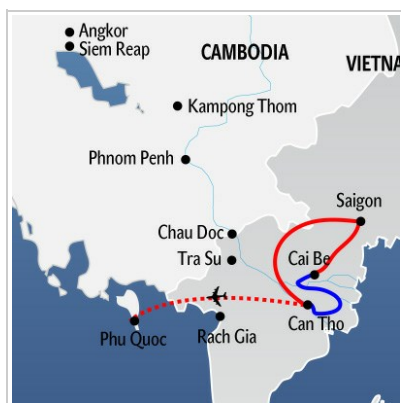 Angkor
Siem Reap
CAMBODIA
VIETNA
Kampong Thom
Phnom Penh
Saigon
Chau Doc
Cai Be
Tra Su
Can Tho
Rach Gia
Phu Quoc